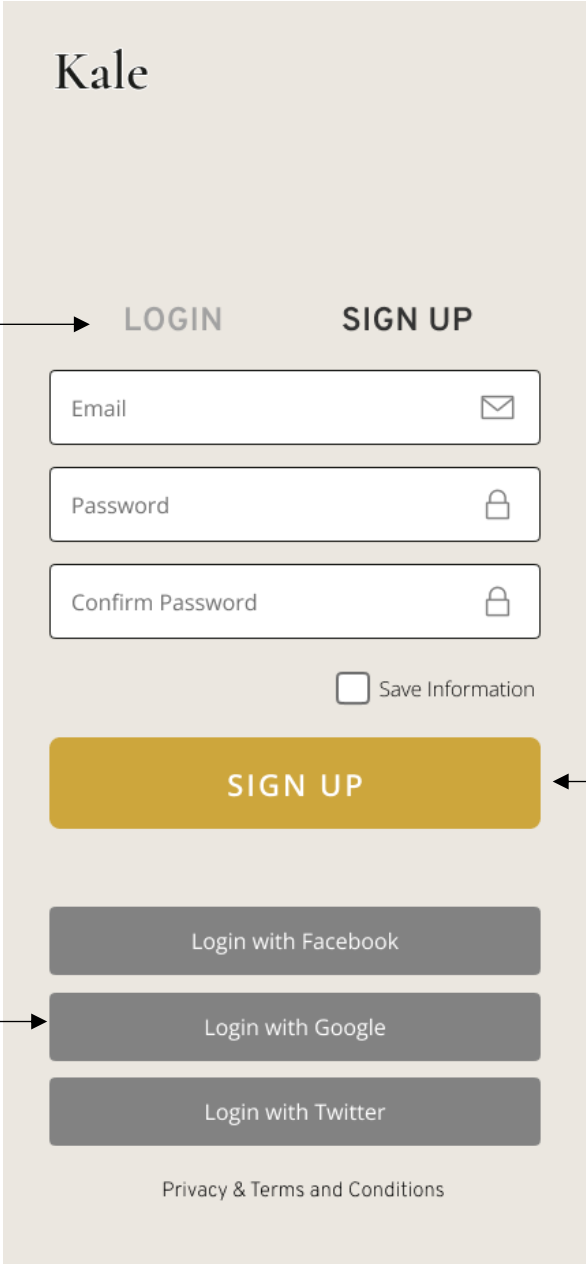 Kale
LOGIN SIGN UP
Email
Password
Confirm Password
Save Information
SIGN UP
Login with Facebook
Login with Google
Login with Twitter
Privacy & Terms and Conditions